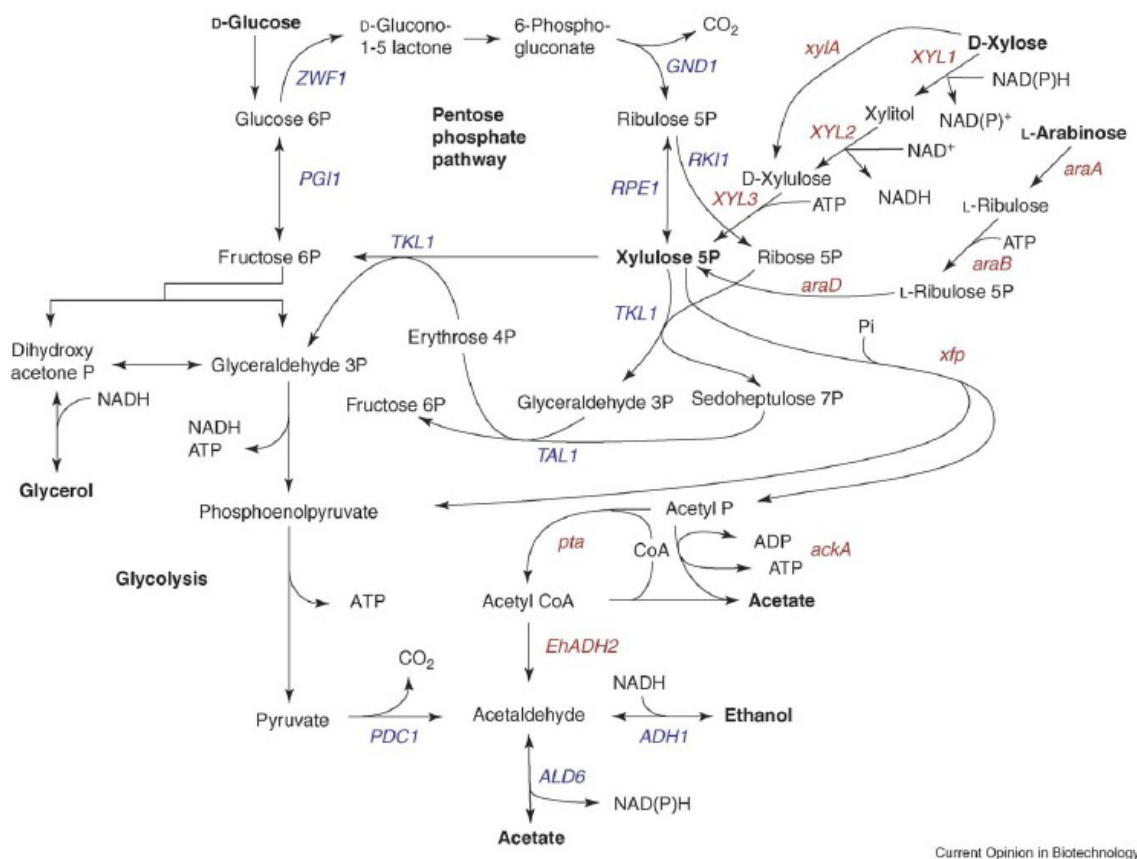 D-Glucose
D-Glucono-
1-5 lactone
6-Phospho-
gluconate
CO2
ZWF1
GND1
xylA
XYL1
D-Xylose
NAD(P)H
Glucose 6P
Pentose
phosphate
pathway
Ribulose 5P
Xylitol
NAD(P)+
XYL2
NAD+
L-Arabinose
PGI1
RPE1
RKI1
D-Xylulose
NADH
araA
XYL3
ATP
L-Ribulose
ATP
araB
Fructose 6P
TKL1
Xylulose 5P
Ribose 5P
araD
L-Ribulose 5P
TKL1
Pi
xfp
Dihydroxy
acetone P
Glyceraldehyde 3P
Erythrose 4P
NADH
Fructose 6P
Glyceraldehyde 3P
Sedoheptulose 7P
NADH
ATP
TAL1
Glycerol
Phosphoenolpyruvate
Acetyl P
pta
CoA
ADP
ATP
ackA
Glycolysis
ATP
Acetyl CoA
Acetate
EhADH2
CO2
NADH
Pyruvate
PDC1
Acetaldehyde
ADH1
Ethanol
ALD6
NAD(P)H
Acetate
Current Opinion in Biotechnology